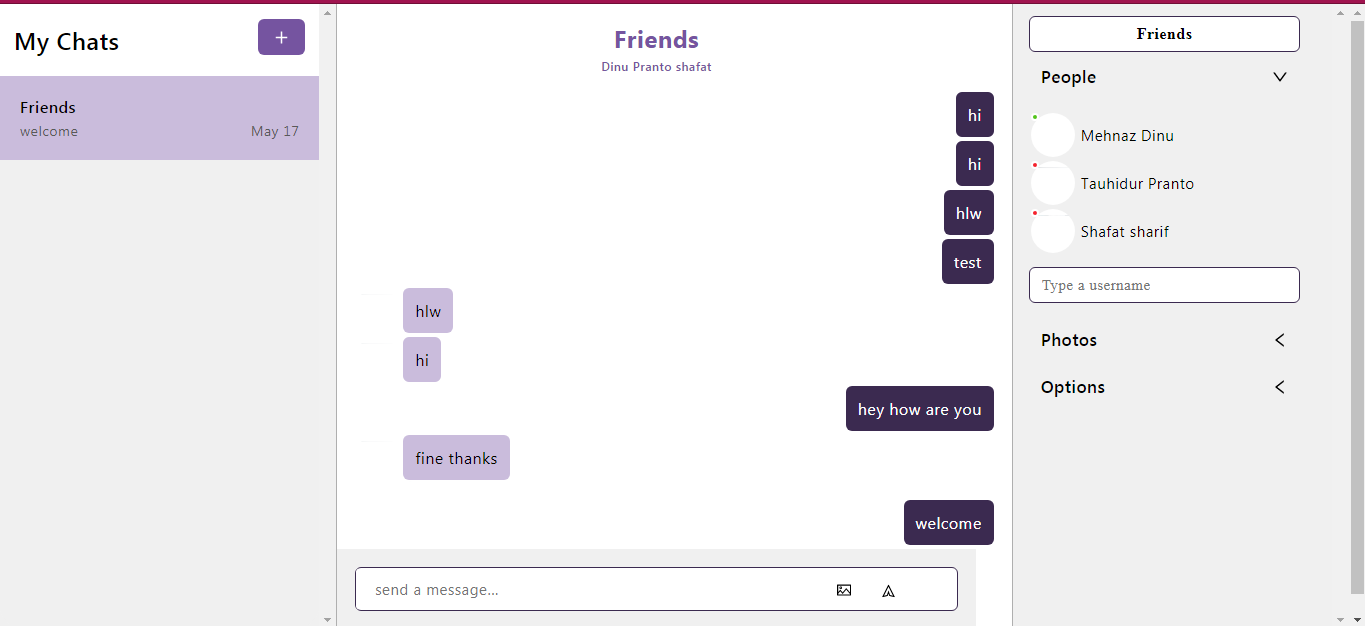 My Chats
+
Friends
welcome May 17
Friends
Dinu Pranto shafat
hi
hi
hlw
test
hlw
hi
hey how are you
fine thanks
welcome
send a message...
Friends
People
Mehnaz Dinu
Tauhidur Pranto
Shafat sharif
Type a username
Photos
Options